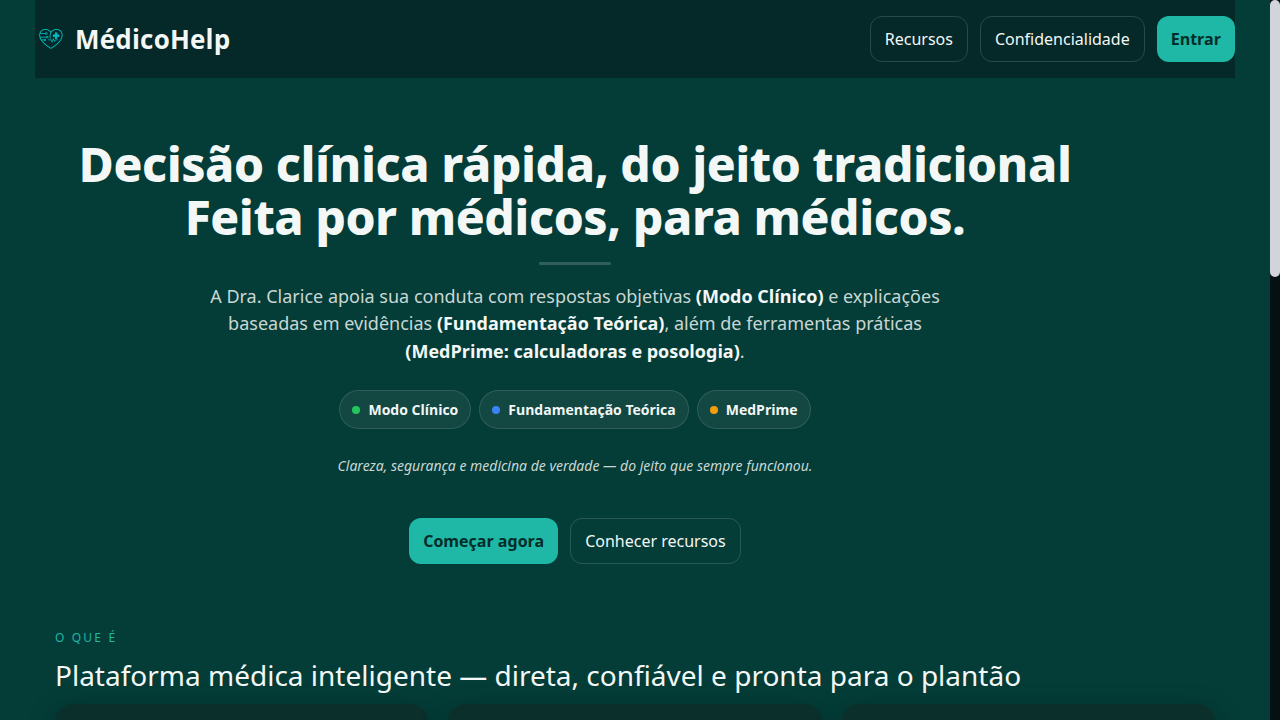 MédicoHelp
Recursos
Confidencialidade
Entrar
Decisão clínica rápida, do jeito tradicional
Feita por médicos, para médicos.
A Dra. Clarice apoia sua conduta com respostas objetivas (Modo Clínico) e explicações
baseadas em evidências (Fundamentação Teórica), além de ferramentas práticas
(MedPrime: calculadoras e posologia).
Modo Clínico
Fundamentação Teórica
MedPrime
Clareza, segurança e medicina de verdade — do jeito que sempre funcionou.
Começar agora
Conhecer recursos
O QUE É
Plataforma médica inteligente — direta, confiável e pronta para o plantão